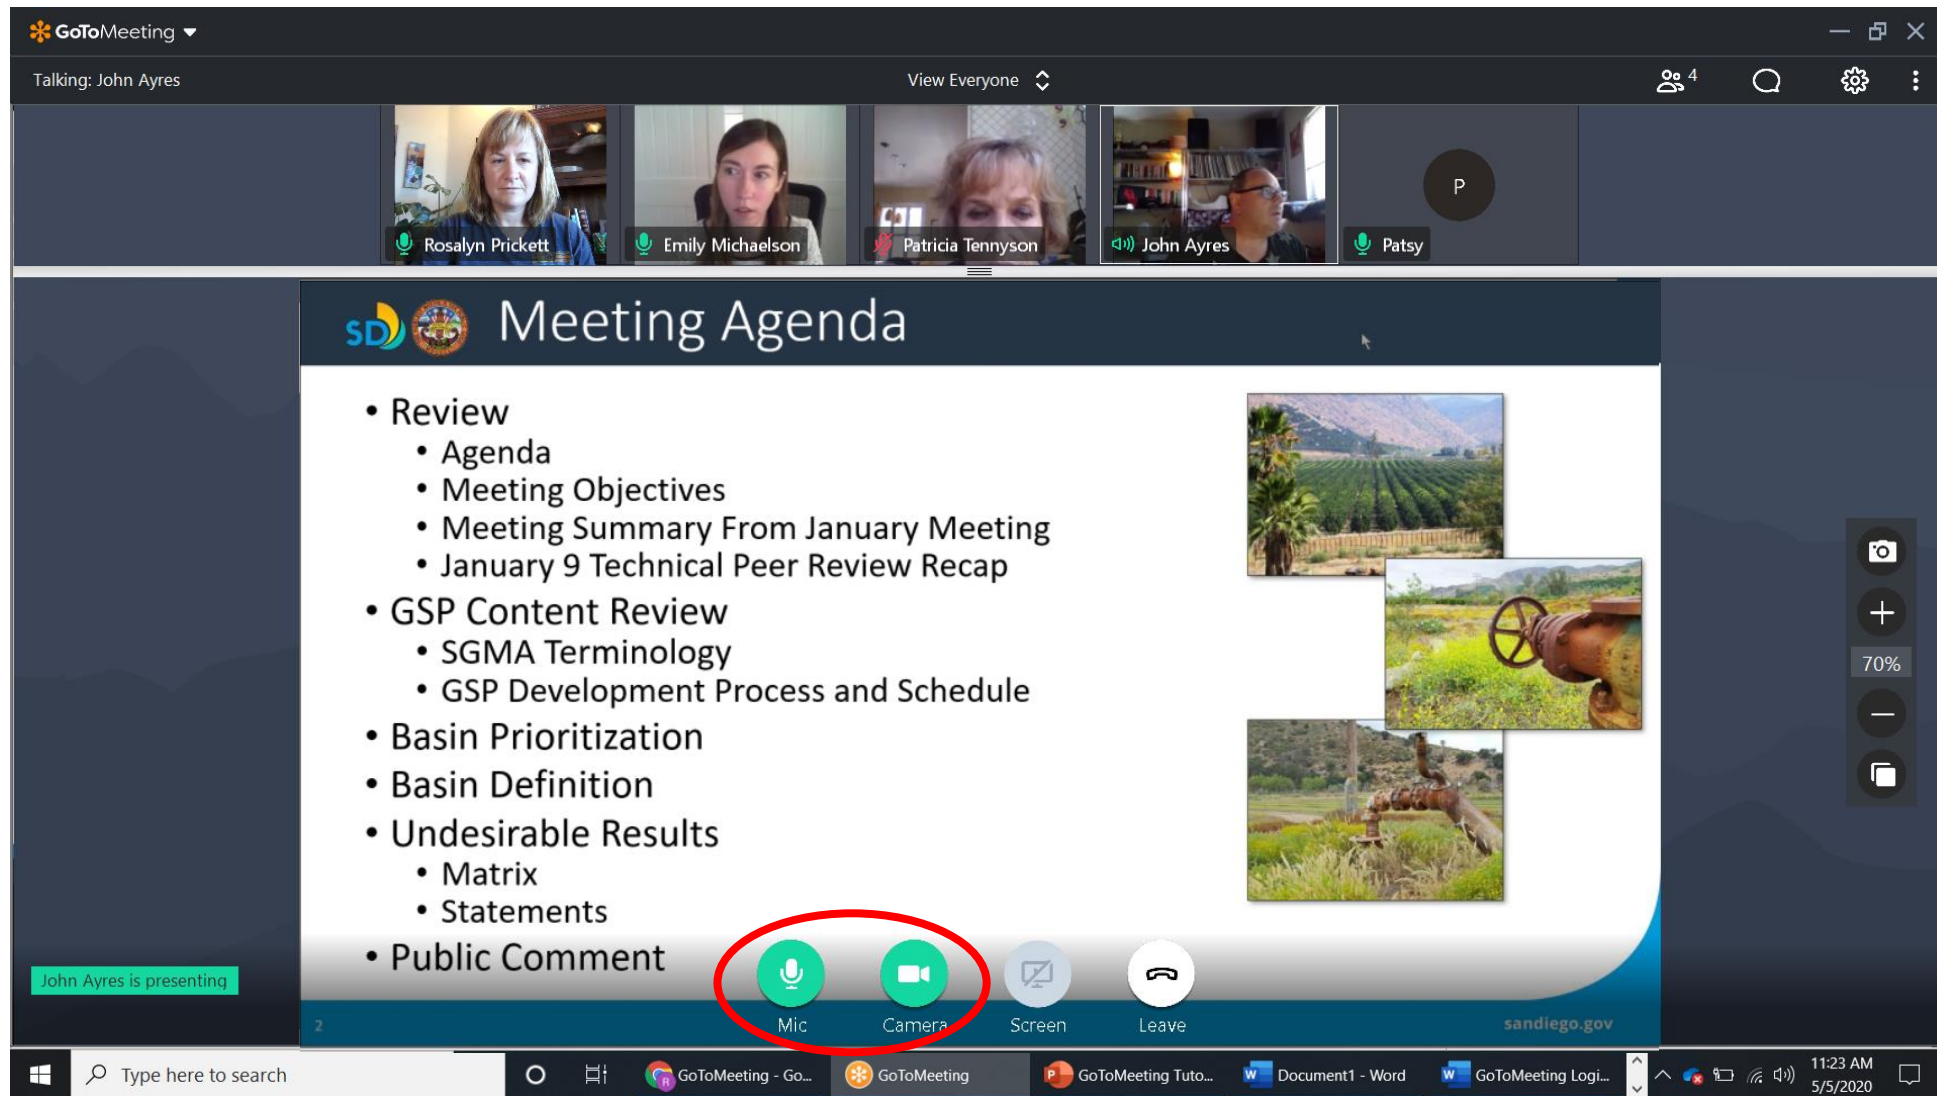 GoToMeeting
Talking: John Ayres
View Everyone
4
Rosalyn Prickett
Emily Michaelson
Patricia Tennyson
John Ayres
P
Patsy
SD
Meeting Agenda
• Review
• Agenda
• Meeting Objectives
• Meeting Summary From January Meeting
• January 9 Technical Peer Review Recap
• GSP Content Review
• SGMA Terminology
• GSP Development Process and Schedule
• Basin Prioritization
• Basin Definition
• Undesirable Results
• Matrix
• Statements
• Public Comment
70%
John Ayres is presenting
2
Mic
Camera
Screen
Leave
sandiego.gov
Type here to search
GoToMeeting - Go...
GoToMeeting
GoToMeeting Tuto...
Document1 - Word
GoToMeeting Logi...
11:23 AM
5/5/2020